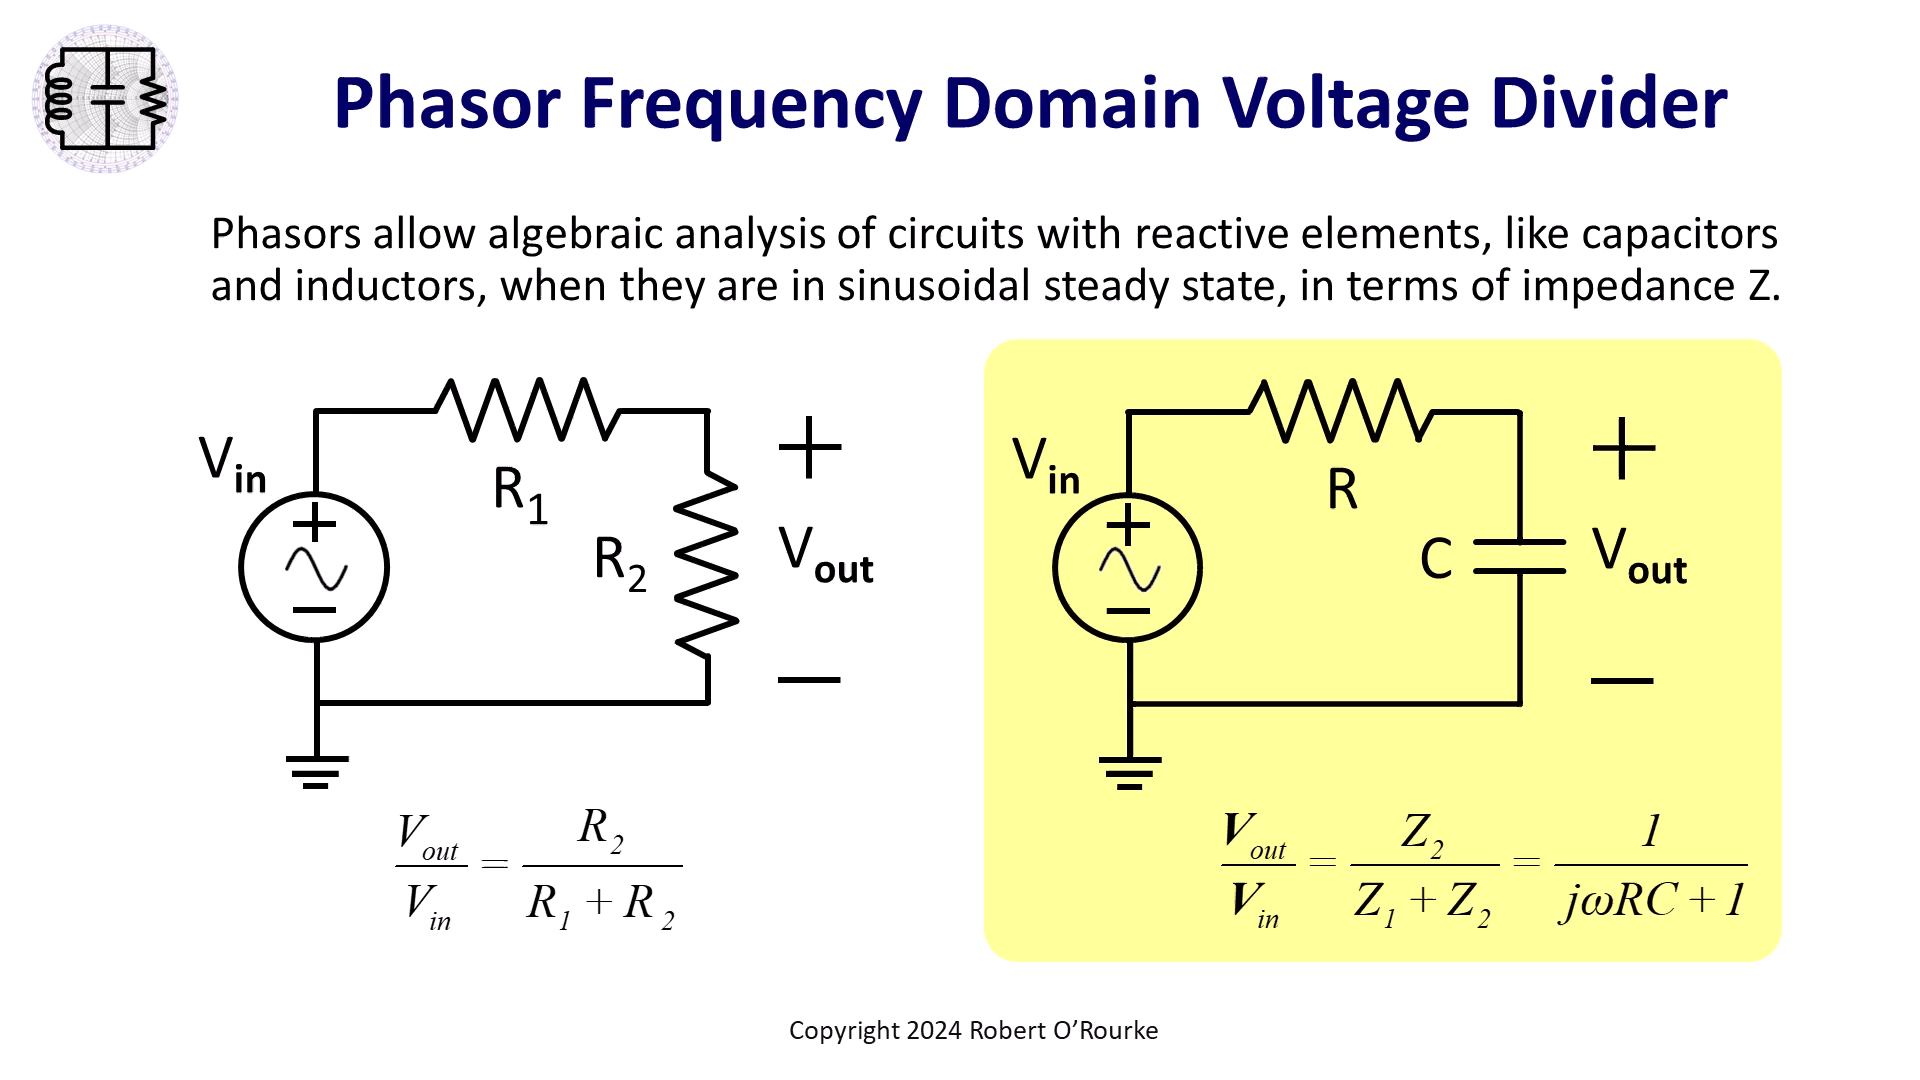 Phasor Frequency Domain Voltage Divider
Phasors allow algebraic analysis of circuits with reactive elements, like capacitors
and inductors, when they are in sinusoidal steady state, in terms of impedance Z.
V_in
+
−
R_1
R_2
+
V_out
−
V_out / V_in = R_2 / (R_1 + R_2)
V_in
+
−
R
C
+
V_out
−
V_out / V_in = Z_2 / (Z_1 + Z_2) = 1 / (jωRC + 1)
Copyright 2024 Robert O’Rourke